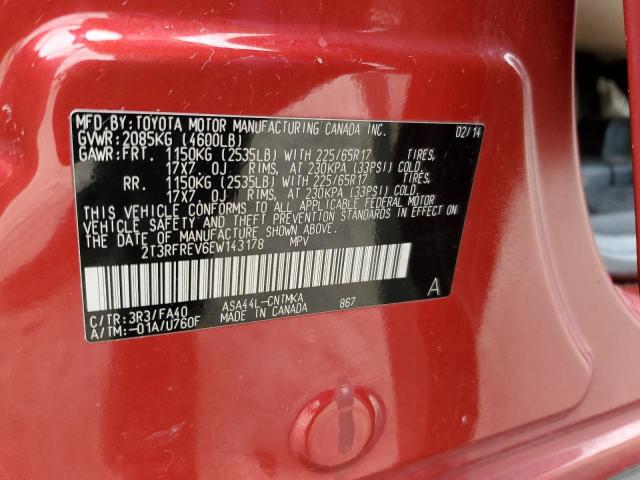 MFD. BY: TOYOTA MOTOR MANUFACTURING CANADA INC. 02/14
GVWR: 2085KG (4600LB)
GAWR: FRT. 1150KG (2535LB) WITH 225/65R17 TIRES,
17X7. 0J RIMS, AT 230KPA (33PSI) COLD.
RR. 1150KG (2535LB) WITH 225/65R17 TIRES,
17X7. 0J RIMS, AT 230KPA (33PSI) COLD.
THIS VEHICLE CONFORMS TO ALL APPLICABLE FEDERAL MOTOR
VEHICLE SAFETY AND THEFT PREVENTION STANDARDS IN EFFECT ON
THE DATE OF MANUFACTURE SHOWN ABOVE.
2T3RFREV6EW143178 MPV
C/TR: 3R3/FA40 ASA44L-CNTMKA 867 A
A/TM: -01A/U760F MADE IN CANADA